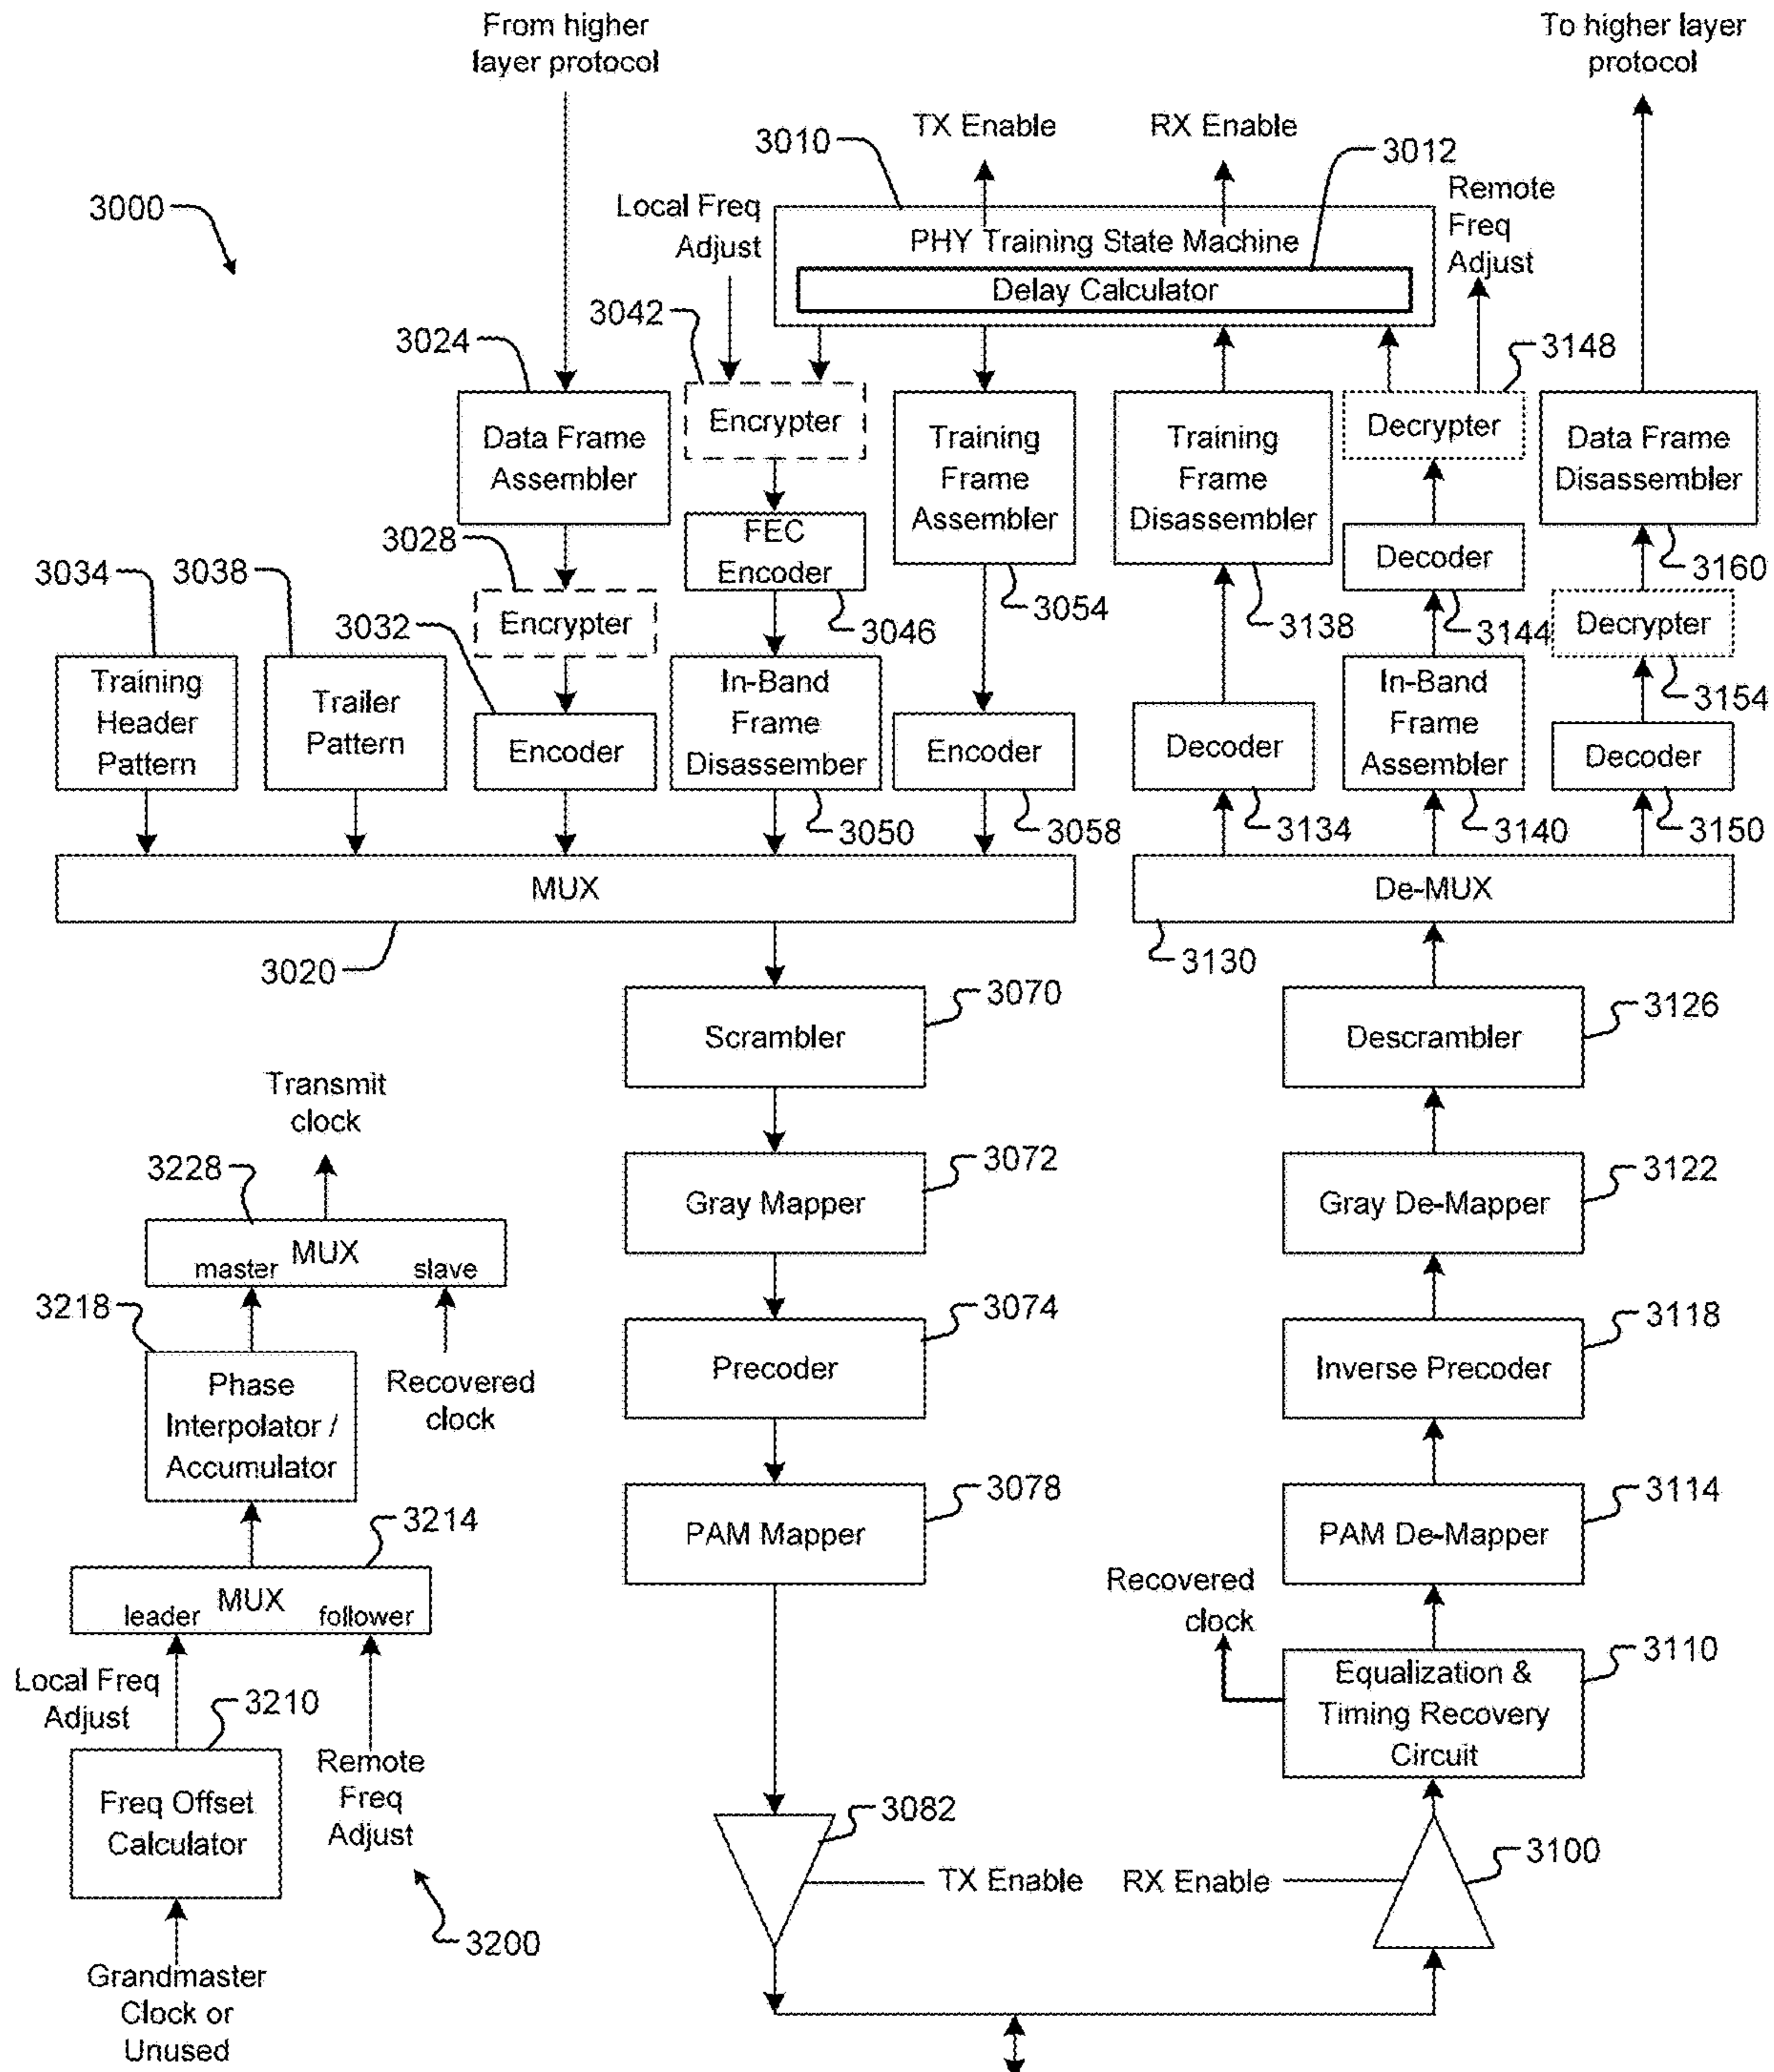 From higher
layer protocol
To higher layer
protocol
TX Enable
RX Enable
3010
3012
3000
Local Freq
Adjust
PHY Training State Machine
Delay Calculator
Remote
Freq
Adjust
3024
3042
3148
Data Frame
Assembler
Encrypter
Training
Frame
Assembler
Training
Frame
Disassembler
Decrypter
Data Frame
Disassembler
3028
FEC
Encoder
Decoder
3034
3038
3032
Encrypter
3046
3054
3138
3144
3160
Decrypter
3154
Training
Header
Pattern
Trailer
Pattern
Encoder
In-Band
Frame
Disassember
Encoder
Decoder
In-Band
Frame
Assembler
Decoder
3050
3058
3134
3140
3150
MUX
De-MUX
3020
3130
Scrambler
3070
Descrambler
3126
Transmit
clock
3228
MUX
master
slave
Gray Mapper
3072
Gray De-Mapper
3122
3218
Phase
Interpolator /
Accumulator
Recovered
clock
Precoder
3074
Inverse Precoder
3118
3214
MUX
leader
follower
PAM Mapper
3078
PAM De-Mapper
3114
Recovered
clock
Local Freq
Adjust
3210
Freq Offset
Calculator
Remote
Freq
Adjust
Equalization &
Timing Recovery
Circuit
3110
3082
TX Enable
RX Enable
3100
3200
Grandmaster
Clock or
Unused